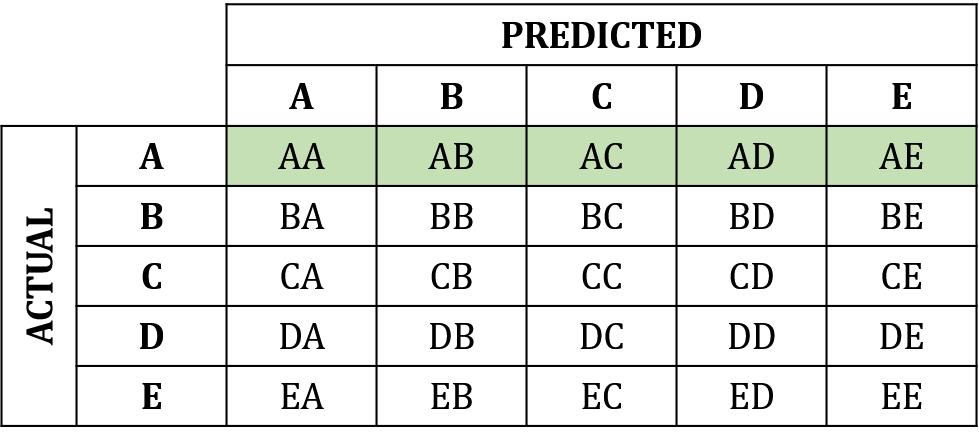 PREDICTED
A B C D E
ACTUAL
A AA AB AC AD AE
B BA BB BC BD BE
C CA CB CC CD CE
D DA DB DC DD DE
E EA EB EC ED EE